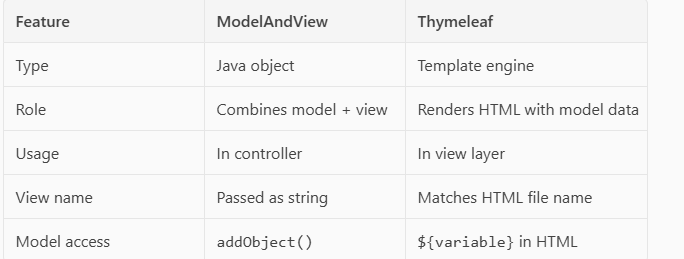 Feature ModelAndView Thymeleaf
Type Java object Template engine
Role Combines model + view Renders HTML with model data
Usage In controller In view layer
View name Passed as string Matches HTML file name
Model access addObject() ${variable} in HTML